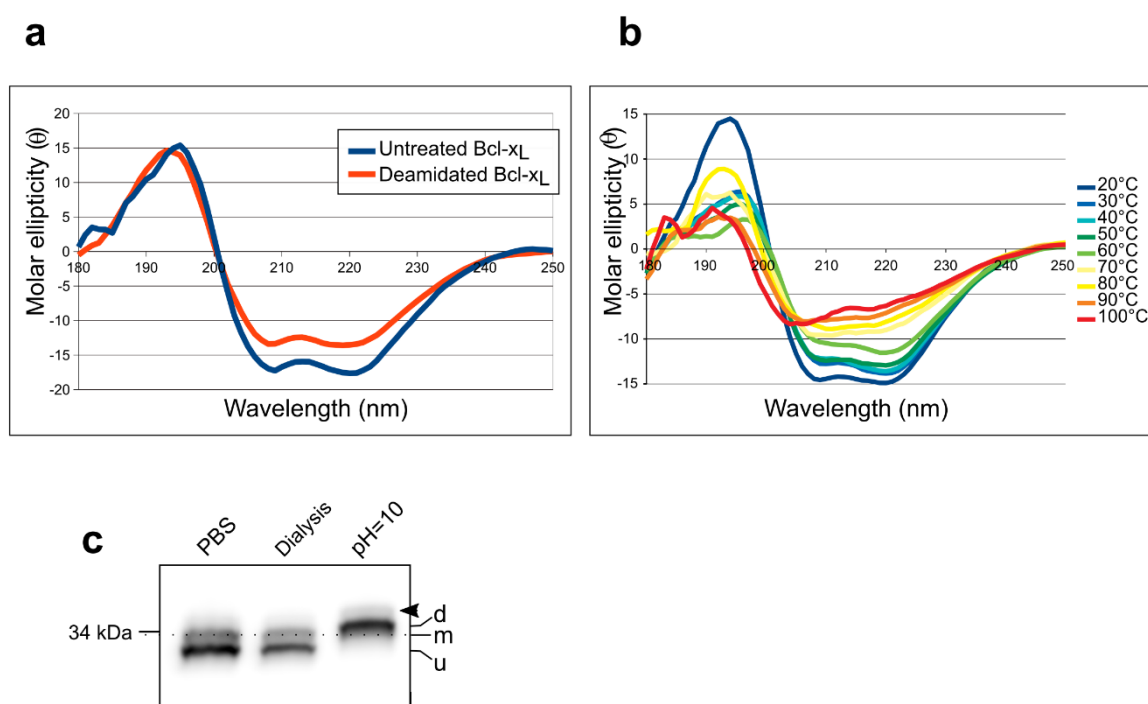 a
b
20
15
10
5
0
-5
-10
-15
-20
180
190
200
210
220
230
240
250
Molar ellipticity (θ)
Wavelength (nm)
Untreated Bcl-xL
Deamidated Bcl-xL
15
10
5
0
-5
-10
-15
180
190
200
210
220
230
240
250
Molar ellipticity (θ)
Wavelength (nm)
20°C
30°C
40°C
50°C
60°C
70°C
80°C
90°C
100°C
c
PBS
Dialysis
pH=10
34 kDa
d
m
u